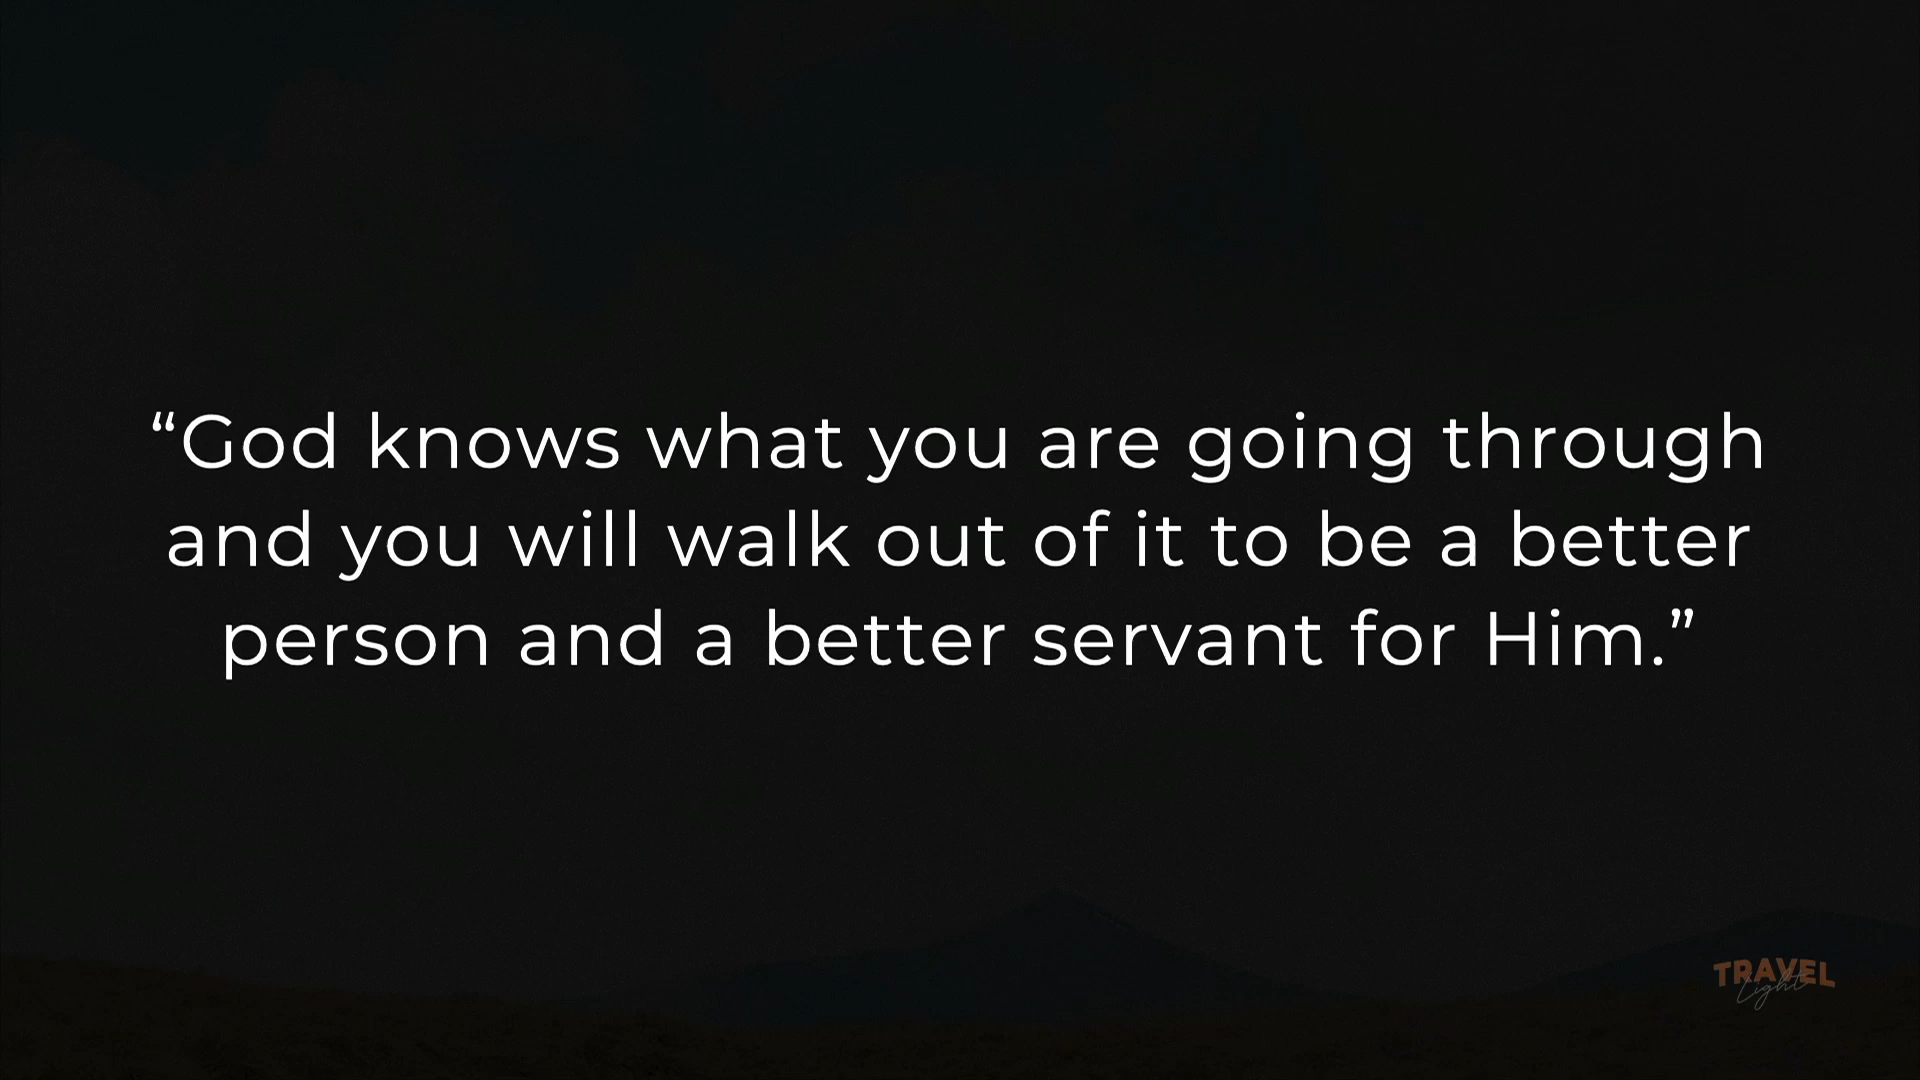 “God knows what you are going through
and you will walk out of it to be a better
person and a better servant for Him.”
TRAVEL
Light